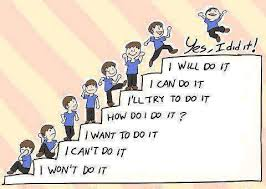 Yes, I did it!
I WILL DO IT
I CAN DO IT
I'LL TRY TO DO IT
HOW DO I DO IT ?
I WANT TO DO IT
I CAN'T DO IT
I WON'T DO IT